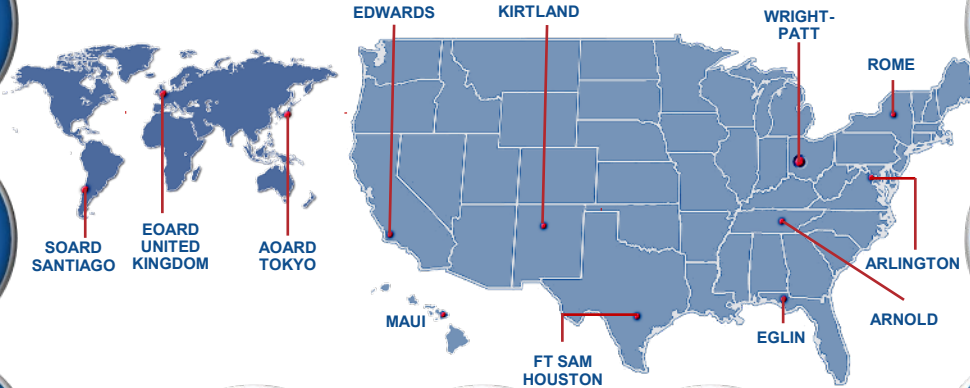 EDWARDS
KIRTLAND
WRIGHT-
PATT
ROME
SOARD
SANTIAGO
EOARD
UNITED
KINGDOM
AOARD
TOKYO
MAUI
FT SAM
HOUSTON
EGLIN
ARLINGTON
ARNOLD